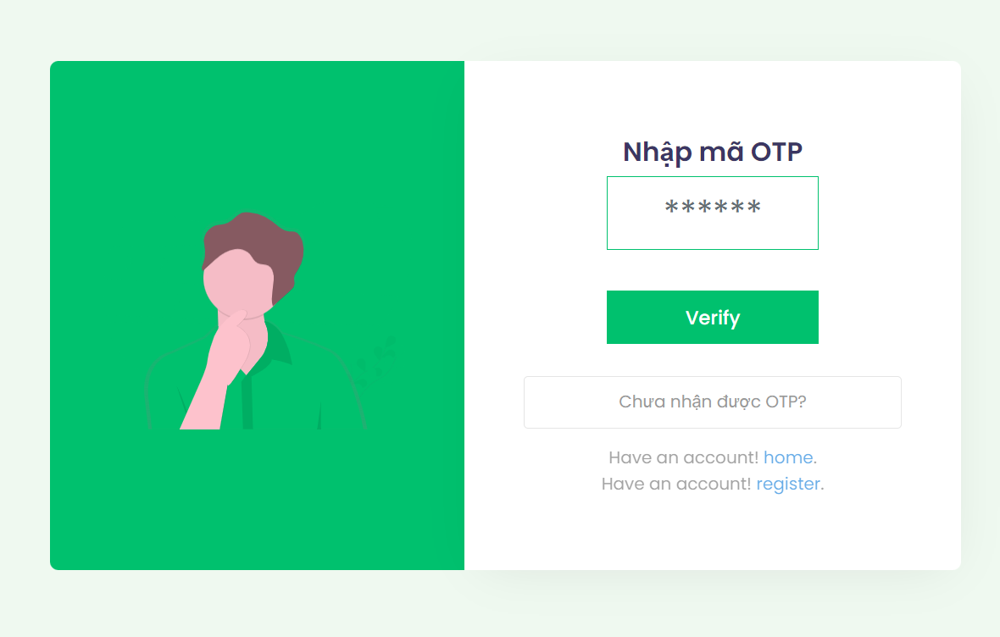 Nhập mã OTP
******
Verify
Chưa nhận được OTP?
Have an account! home.
Have an account! register.